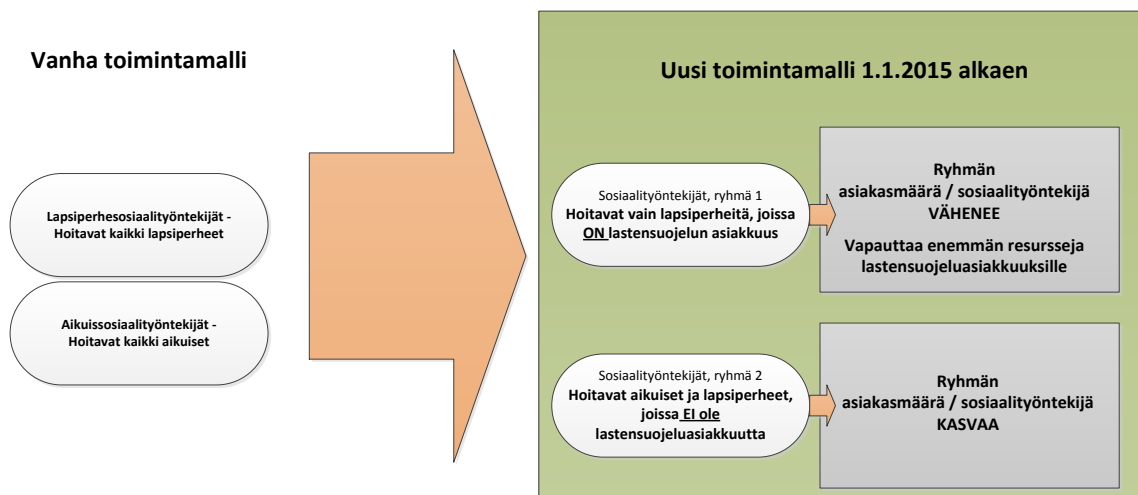 Vanha toimintamalli
Lapsiperhesosiaalityöntekijät -
Hoitavat kaikki lapsiperheet
Aikuissosiaalityöntekijät -
Hoitavat kaikki aikuiset
Uusi toimintamalli 1.1.2015 alkaen
Sosiaalityöntekijät, ryhmä 1
Hoitavat vain lapsiperheitä, joissa
ON lastensuojelun asiakkuus
Ryhmän
asiakasmäärä / sosiaalityöntekijä
VÄHENEE
Vapauttaa enemmän resursseja
lastensuojeluasiakkuuksille
Sosiaalityöntekijät, ryhmä 2
Hoitavat aikuiset ja lapsiperheet,
joissa EI ole
lastensuojeluasiakkuutta
Ryhmän
asiakasmäärä / sosiaalityöntekijä
KASVAA